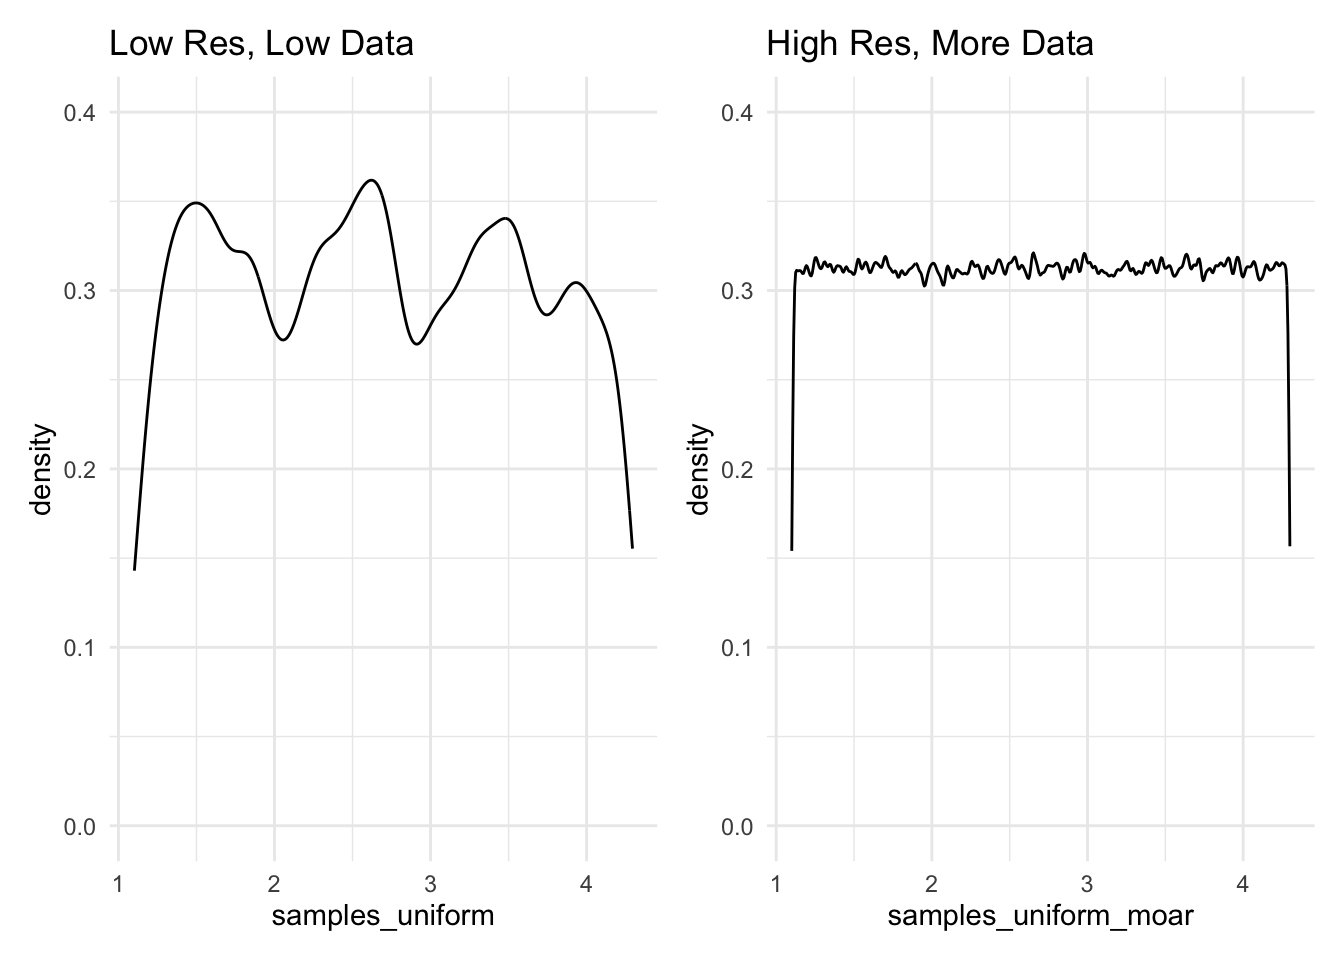 Low Res, Low Data
0.4
0.3
0.2
0.1
0.0
density
1 2 3 4
samples_uniform
High Res, More Data
0.4
0.3
0.2
0.1
0.0
density
1 2 3 4
samples_uniform_moar